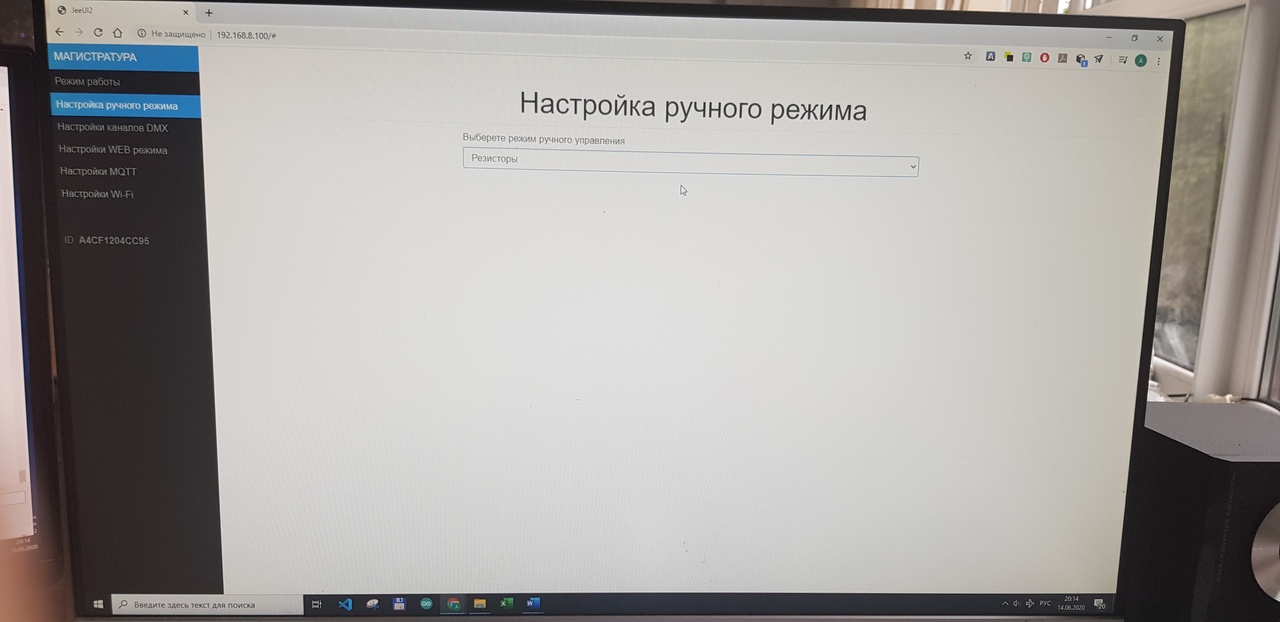 JeeUI2
Не защищено
192.168.8.100/#
МАГИСТРАТУРА
Режим работы
Настройка ручного режима
Настройки каналов DMX
Настройки WEB режима
Настройки MQTT
Настройки Wi-Fi
ID: A4CF1204CC95
Настройка ручного режима
Выберете режим ручного управления
Резисторы
Введите здесь текст для поиска
РУС
20:14
14.06.2020